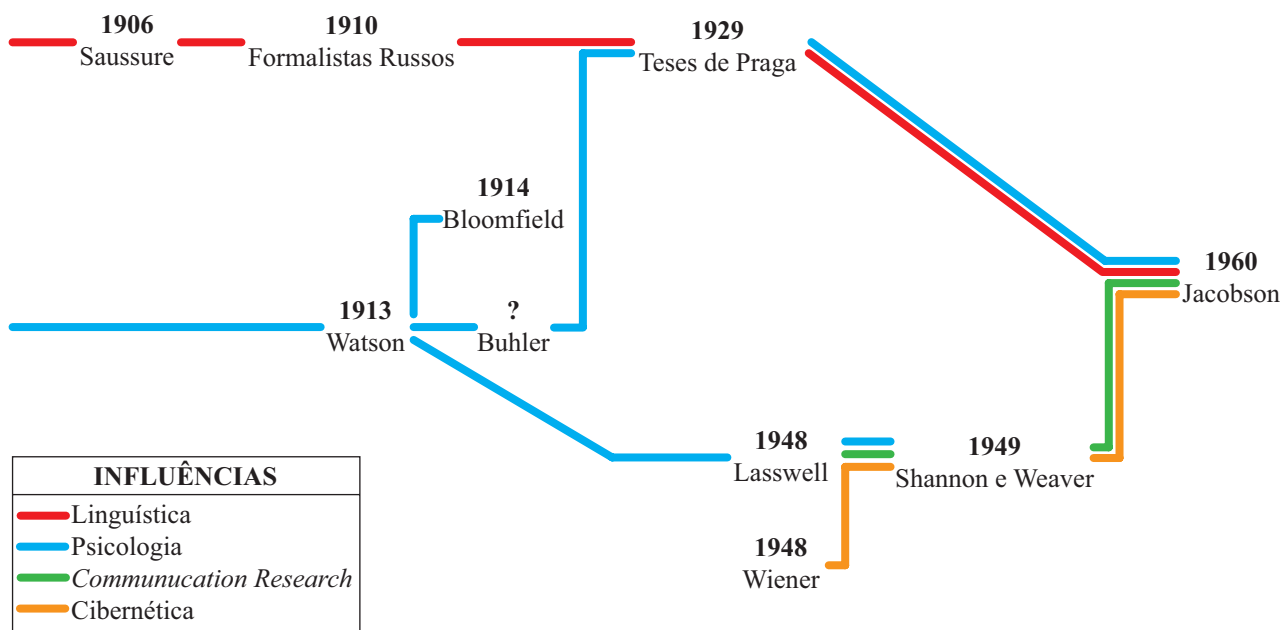 1906
Saussure
1910
Formalistas Russos
1929
Teses de Praga
1914
Bloomfield
1913
Watson
?
Buhler
1960
Jacobson
1948
Lasswell
1949
Shannon e Weaver
1948
Wiener
INFLUÊNCIAS
Linguística
Psicologia
Communucation Research
Cibernética